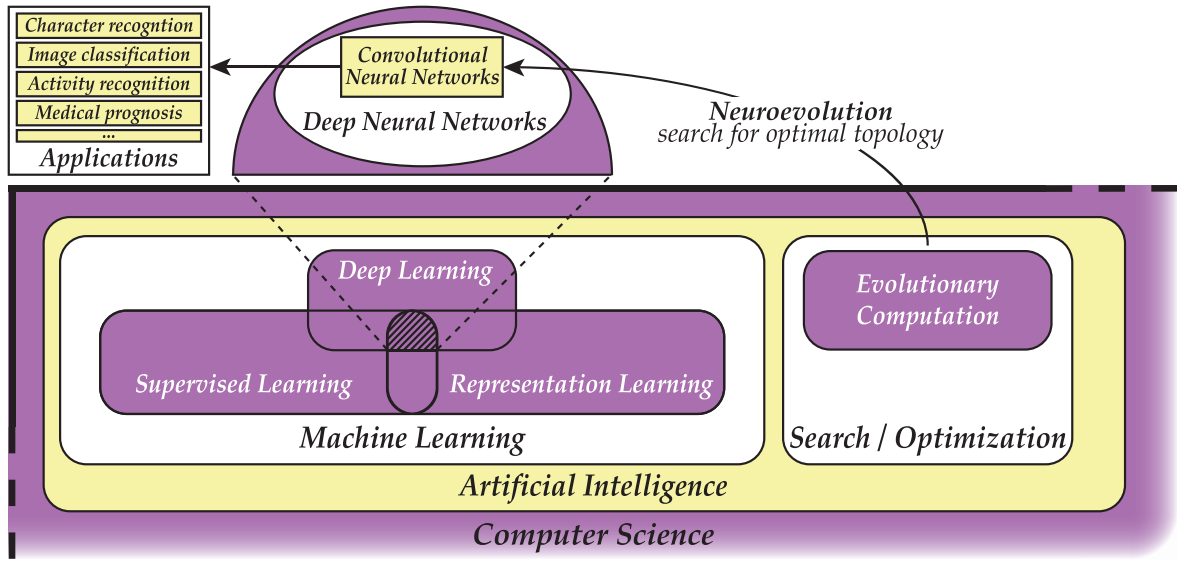 Character recogntion
Image classification
Activity recognition
Medical prognosis
...
Applications
Convolutional
Neural Networks
Deep Neural Networks
Neuroevolution
search for optimal topology
Deep Learning
Supervised Learning
Representation Learning
Machine Learning
Evolutionary
Computation
Search / Optimization
Artificial Intelligence
Computer Science